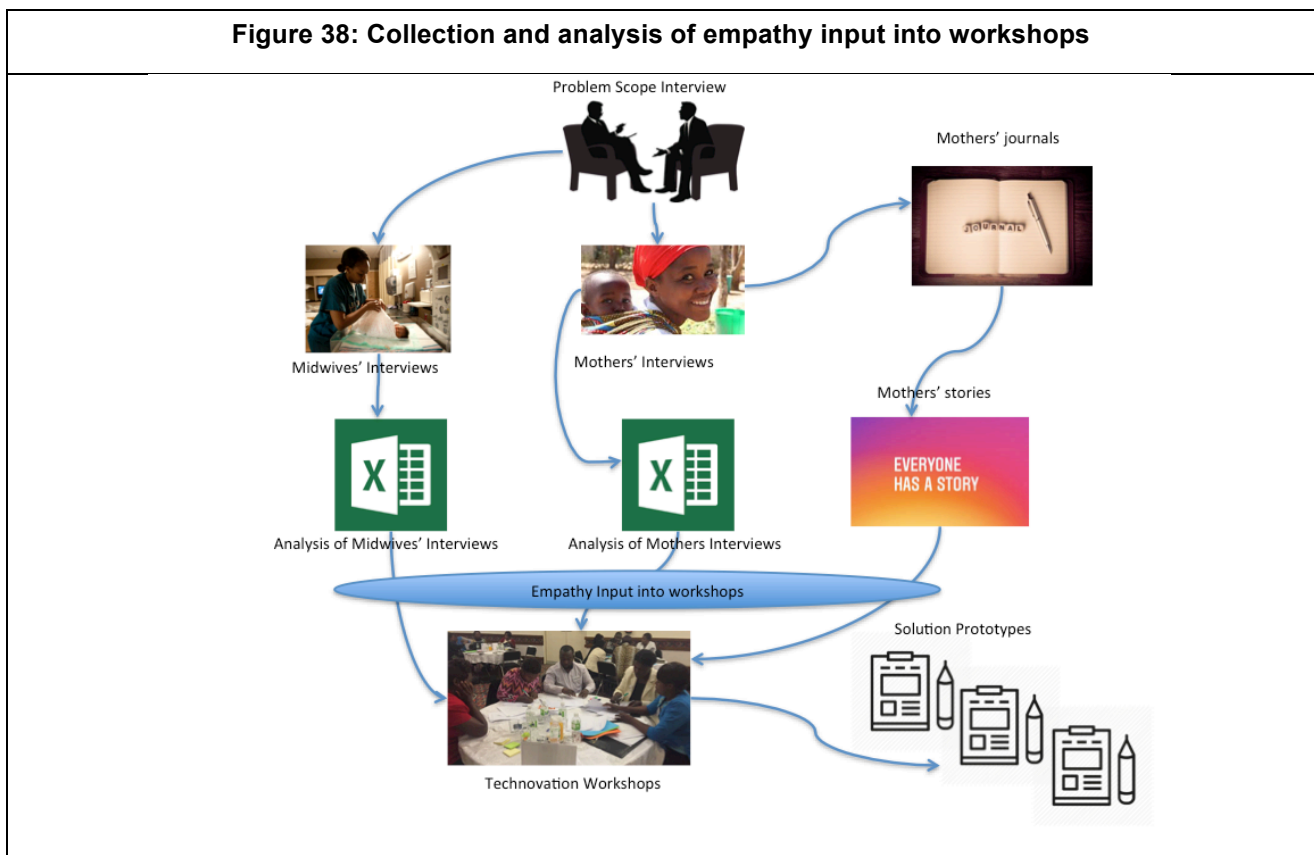 Figure 38: Collection and analysis of empathy input into workshops
Problem Scope Interview
Mothers' journals
JOURNAL
Midwives' Interviews
Mothers' Interviews
Mothers' stories
EVERYONE
HAS A STORY
X
X
Analysis of Midwives' Interviews
Analysis of Mothers Interviews
Empathy Input into workshops
Solution Prototypes
Technovation Workshops